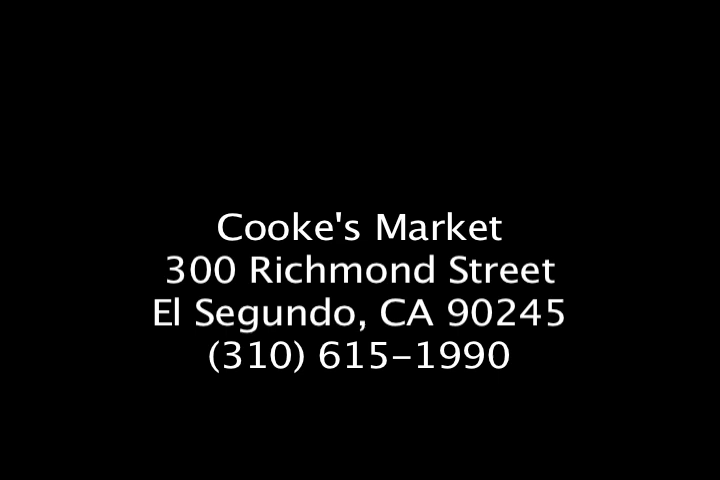 Cooke's Market
300 Richmond Street
El Segundo, CA 90245
(310) 615-1990